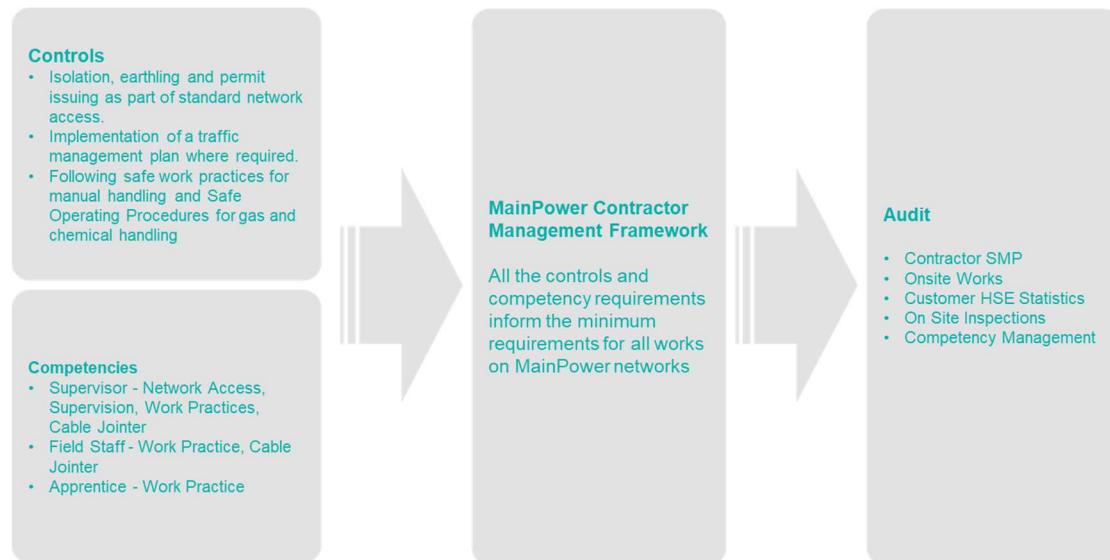 Controls
• Isolation, earthling and permit
issuing as part of standard network
access.
• Implementation of a traffic
management plan where required.
• Following safe work practices for
manual handling and Safe
Operating Procedures for gas and
chemical handling
Competencies
• Supervisor - Network Access,
Supervision, Work Practices,
Cable Jointer
• Field Staff - Work Practice, Cable
Jointer
• Apprentice - Work Practice
MainPower Contractor
Management Framework
All the controls and
competency requirements
inform the minimum
requirements for all works
on MainPower networks
Audit
• Contractor SMP
• Onsite Works
• Customer HSE Statistics
• On Site Inspections
• Competency Management